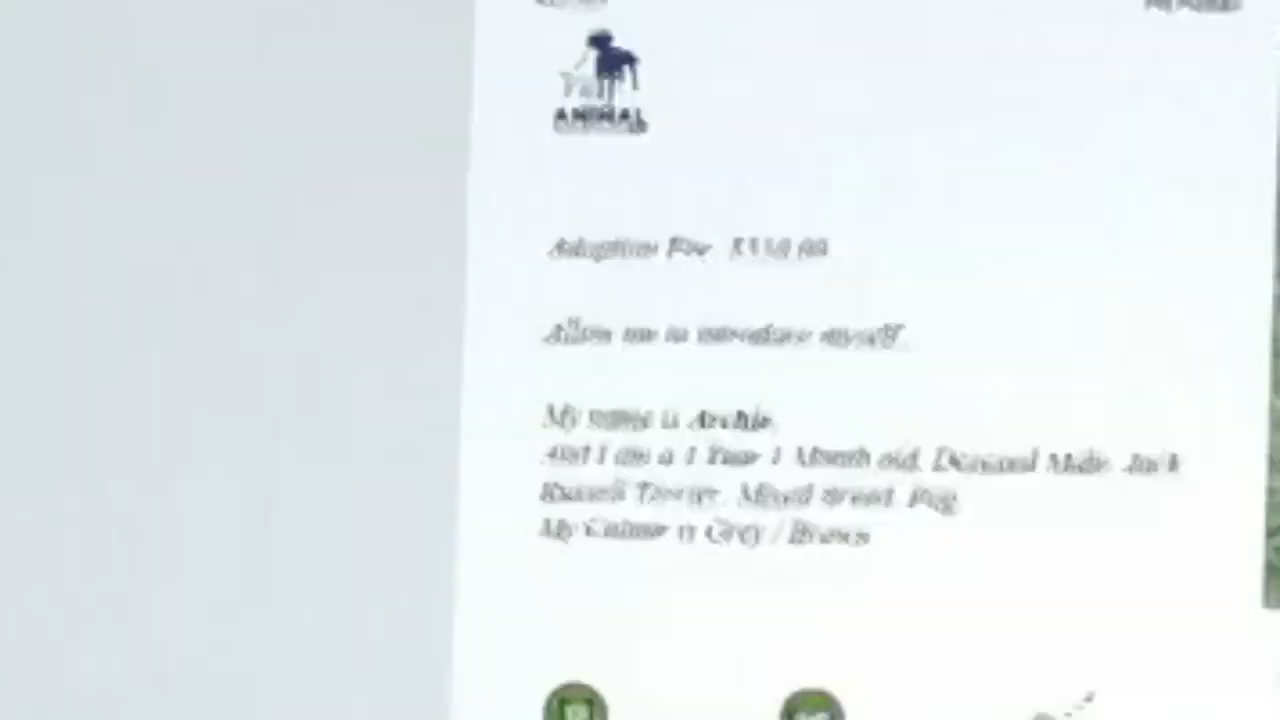 ANIMAL
Adoption Fee
Allow me to introduce myself.
My name is Archie.
And I am a 1 Year 1 Month old, Male, Jack
Russell Terrier, Mixed Breed, Dog
My Colour is Grey / Brown